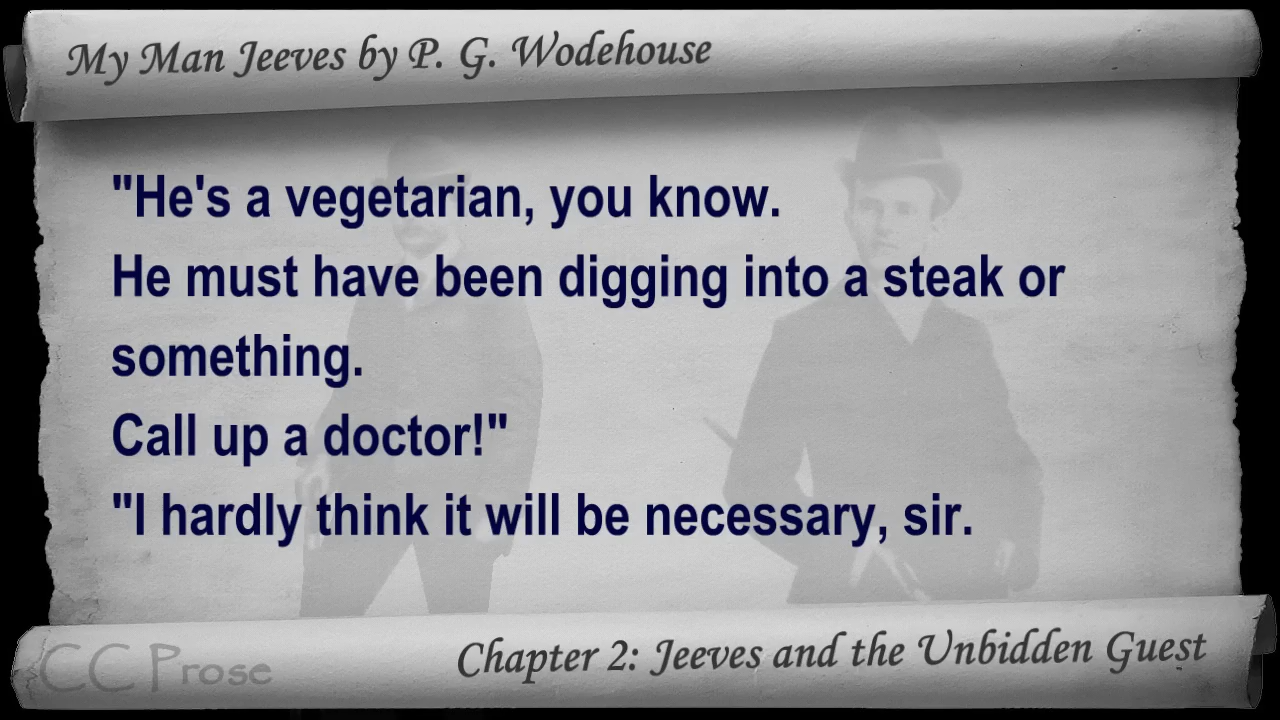 My Man Jeeves by P. G. Wodehouse
"He's a vegetarian, you know.
He must have been digging into a steak or
something.
Call up a doctor!"
"I hardly think it will be necessary, sir.
CC Prose
Chapter 2: Jeeves and the Unbidden Guest